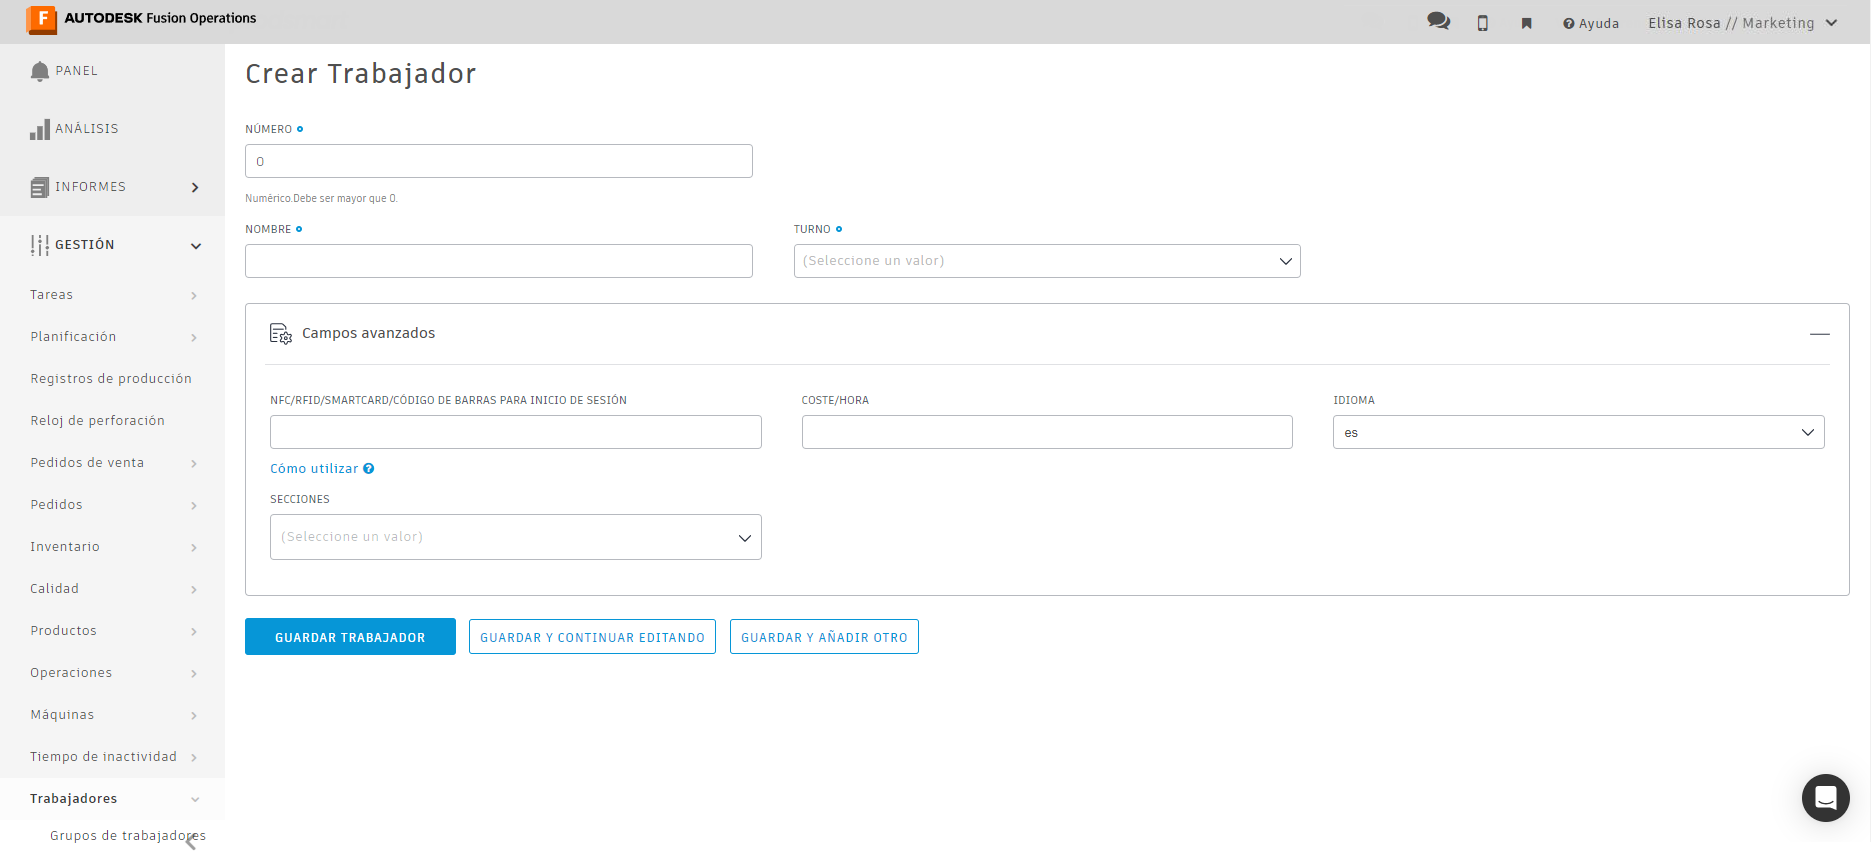 AUTODESK Fusion Operations
Ayuda
Elisa Rosa // Marketing
PANEL
ANÁLISIS
INFORMES
GESTIÓN
Tareas
Planificación
Registros de producción
Reloj de perforación
Pedidos de venta
Pedidos
Inventario
Calidad
Productos
Operaciones
Máquinas
Tiempo de inactividad
Trabajadores
Grupos de trabajadores
Crear Trabajador
NÚMERO
0
Numérico.Debe ser mayor que 0.
NOMBRE
TURNO
(Seleccione un valor)
Campos avanzados
NFC/RFID/SMARTCARD/CÓDIGO DE BARRAS PARA INICIO DE SESIÓN
COSTE/HORA
IDIOMA
es
Cómo utilizar
SECCIONES
(Seleccione un valor)
GUARDAR TRABAJADOR
GUARDAR Y CONTINUAR EDITANDO
GUARDAR Y AÑADIR OTRO